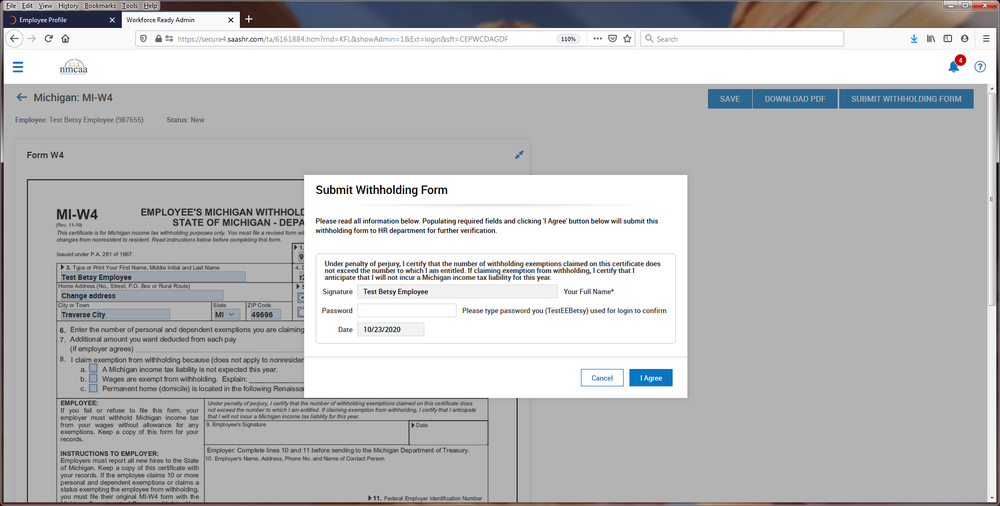 File Edit View History Bookmarks Tools Help
Employee Profile
Workforce Ready Admin
https://secure4.saashr.com/ta/6161884.hcm?rnd=KFL&showAdmin=1&Ext=login&sft=CEPWCDAGDF
110%
Search
nmcaa
4
Michigan: MI-W4
SAVE
DOWNLOAD PDF
SUBMIT WITHHOLDING FORM
Employee: Test Betsy Employee (987655)
Status: New
Form W4
MI-W4
(Rev. 11-19)
EMPLOYEE'S MICHIGAN WITHHOLD
STATE OF MICHIGAN - DEPA
This certificate is for Michigan income tax withholding purposes only. You must file a revised form wi
changes from nonresident to resident. Read instructions below before completing this form.
Issued under P.A. 281 of 1967.
1.
9
3. Type or Print Your First Name, Middle Initial and Last Name
4. D
Test Betsy Employee
Home Address (No., Street, P.O. Box or Rural Route)
5
Change address
City or Town
State
ZIP Code
Traverse City
MI
49696
6. Enter the number of personal and dependent exemptions you are claiming
7. Additional amount you want deducted from each pay
(if employer agrees)
8. I claim exemption from withholding because (does not apply to nonresiden
a. A Michigan income tax liability is not expected this year.
b. Wages are exempt from withholding. Explain:
c. Permanent home (domicile) is located in the following Renaissar
EMPLOYEE:
If you fail or refuse to file this form, your
employer must withhold Michigan income tax
from your wages without allowance for any
exemptions. Keep a copy of this form for your
records.
INSTRUCTIONS TO EMPLOYER:
Employers must report all new hires to the State
of Michigan. Keep a copy of this certificate with
your records. If the employee claims 10 or more
personal and dependent exemptions or claims a
status exempting the employee from withholding,
you must file their original MI-W4 form with the
Under penalty of perjury, I certify that the number of withholding exemptions claimed on this certificate does
not exceed the number to which I am entitled. If claiming exemption from withholding, I certify that I anticipate
that I will not incur a Michigan income tax liability for this year.
9. Employee's Signature
Date
Employer: Complete lines 10 and 11 before sending to the Michigan Department of Treasury.
10. Employer's Name, Address, Phone No. and Name of Contact Person
11. Federal Employer Identification Number
Submit Withholding Form
Please read all information below. Populating required fields and clicking 'I Agree' button below will submit this
withholding form to HR department for further verification.
Under penalty of perjury, I certify that the number of withholding exemptions claimed on this certificate does
not exceed the number to which I am entitled. If claiming exemption from withholding, I certify that I
anticipate that I will not incur a Michigan income tax liability for this year.
Signature Test Betsy Employee Your Full Name*
Password Please type password you (TestEEBetsy) used for login to confirm
Date 10/23/2020
Cancel
I Agree